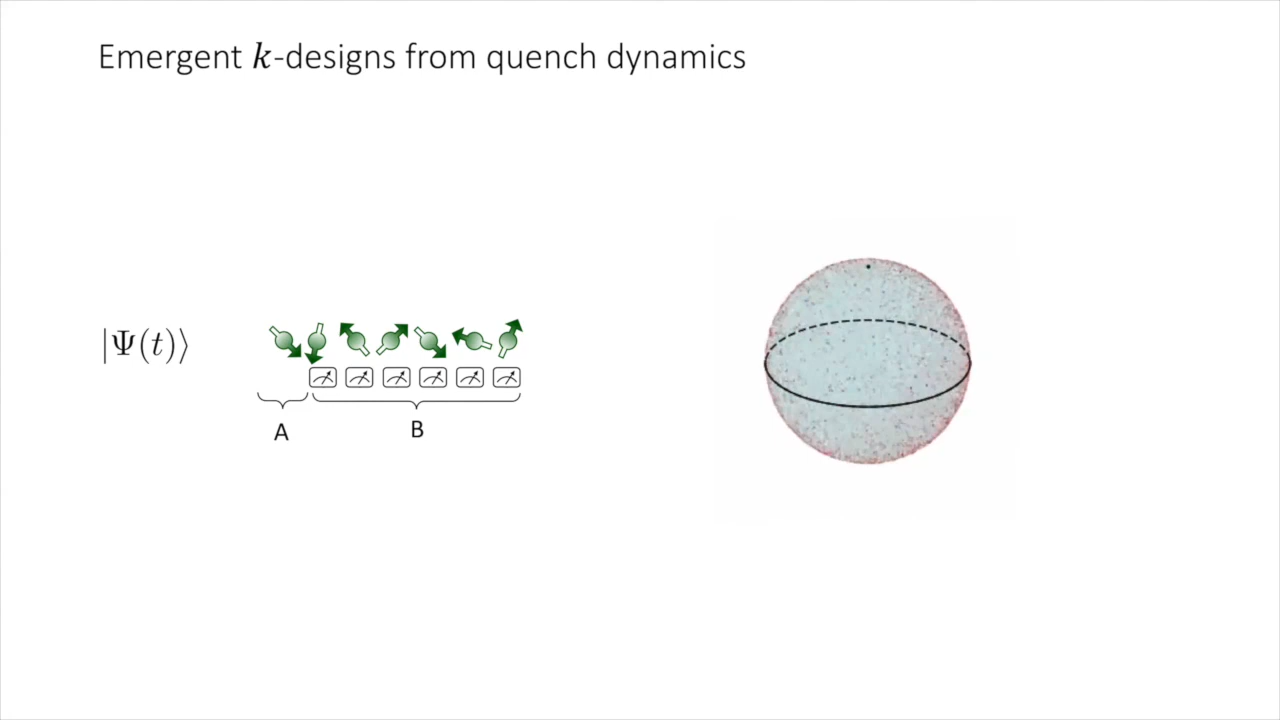 Emergent k-designs from quench dynamics
|Ψ(t)⟩
A
B